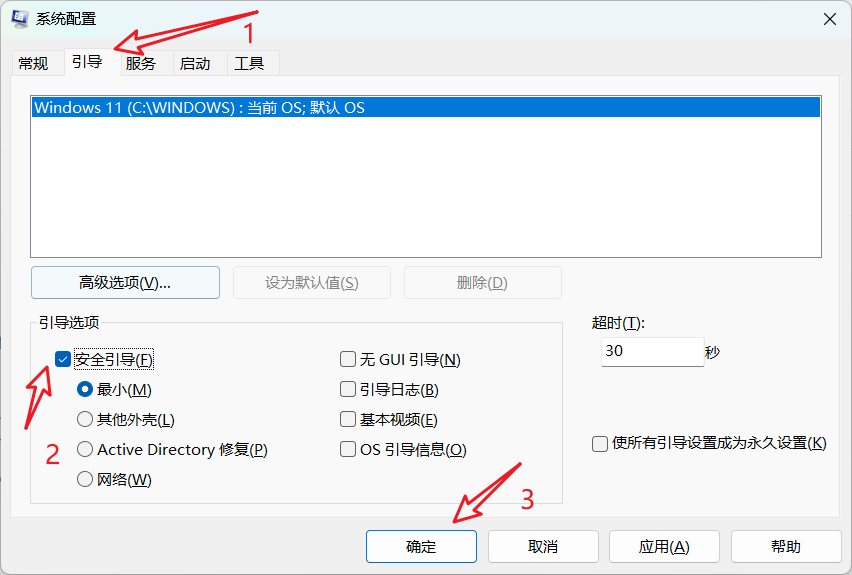 系统配置
1
常规 引导 服务 启动 工具
Windows 11 (C:\WINDOWS) : 当前 OS; 默认 OS
高级选项(V)... 设为默认值(S) 删除(D)
引导选项 超时(T):
30 秒
安全引导(F) 无 GUI 引导(N)
最小(M) 引导日志(B)
其他外壳(L) 基本视频(E)
使所有引导设置成为永久设置(K)
2 Active Directory 修复(P) OS 引导信息(O)
网络(W)
3
确定 取消 应用(A) 帮助